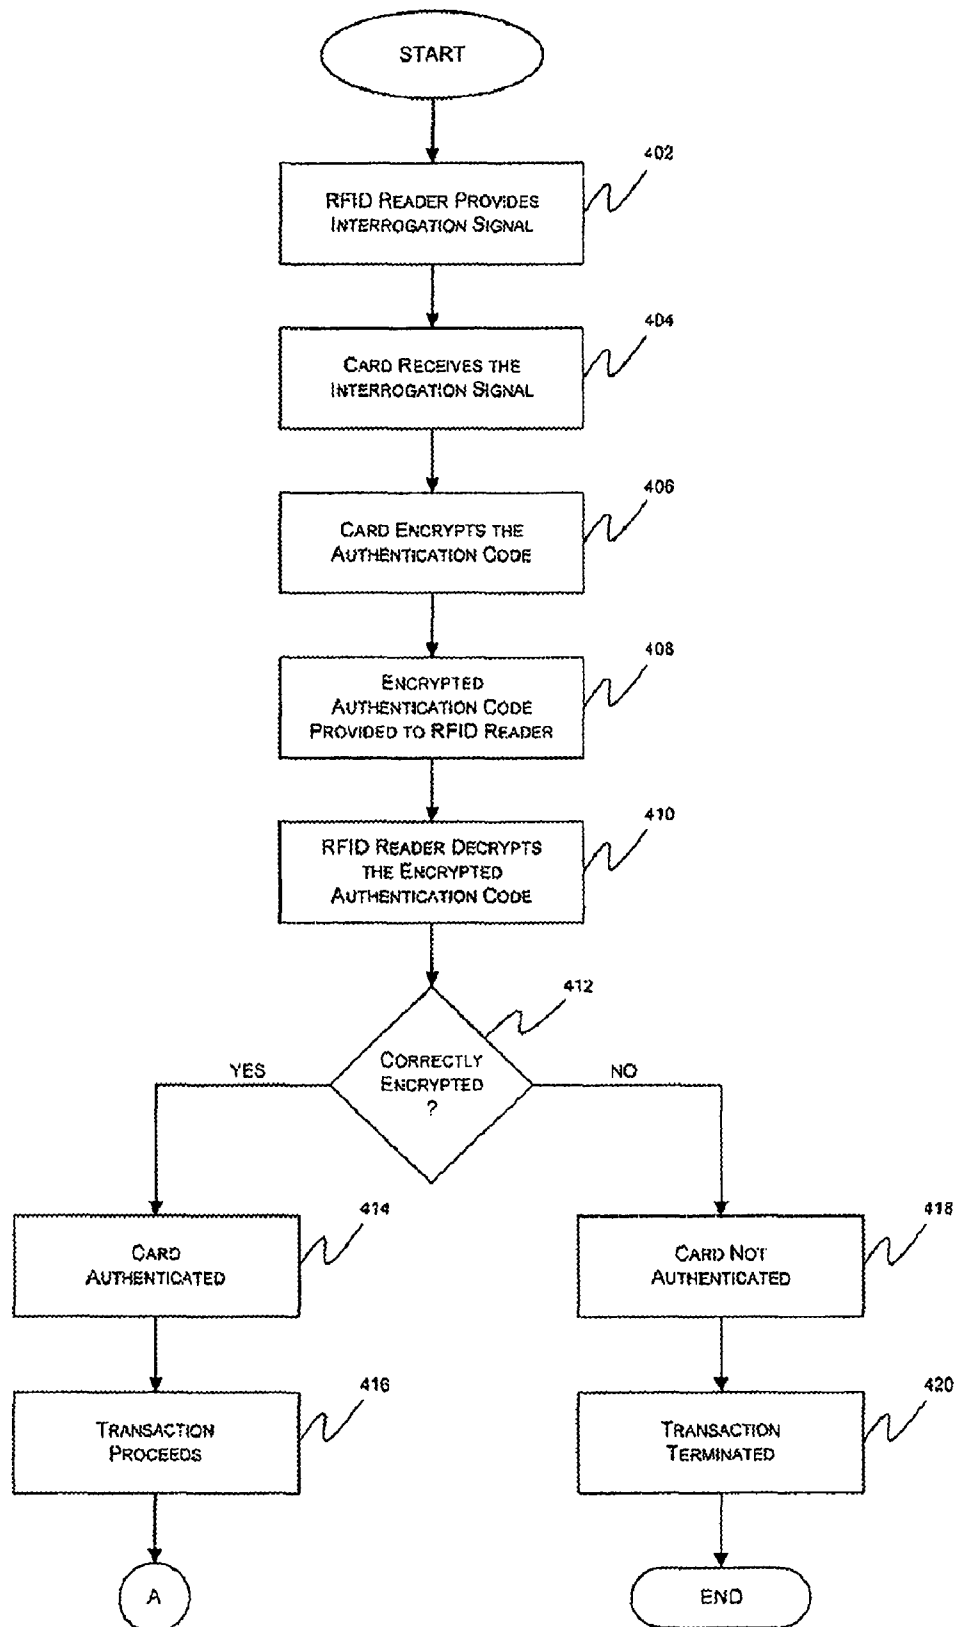 START
402
RFID READER PROVIDES
INTERROGATION SIGNAL
404
CARD RECEIVES THE
INTERROGATION SIGNAL
406
CARD ENCRYPTS THE
AUTHENTICATION CODE
408
ENCRYPTED
AUTHENTICATION CODE
PROVIDED TO RFID READER
410
RFID READER DECRYPTS
THE ENCRYPTED
AUTHENTICATION CODE
412
CORRECTLY
ENCRYPTED
?
YES
NO
414
CARD
AUTHENTICATED
418
CARD NOT
AUTHENTICATED
416
TRANSACTION
PROCEEDS
420
TRANSACTION
TERMINATED
A
END